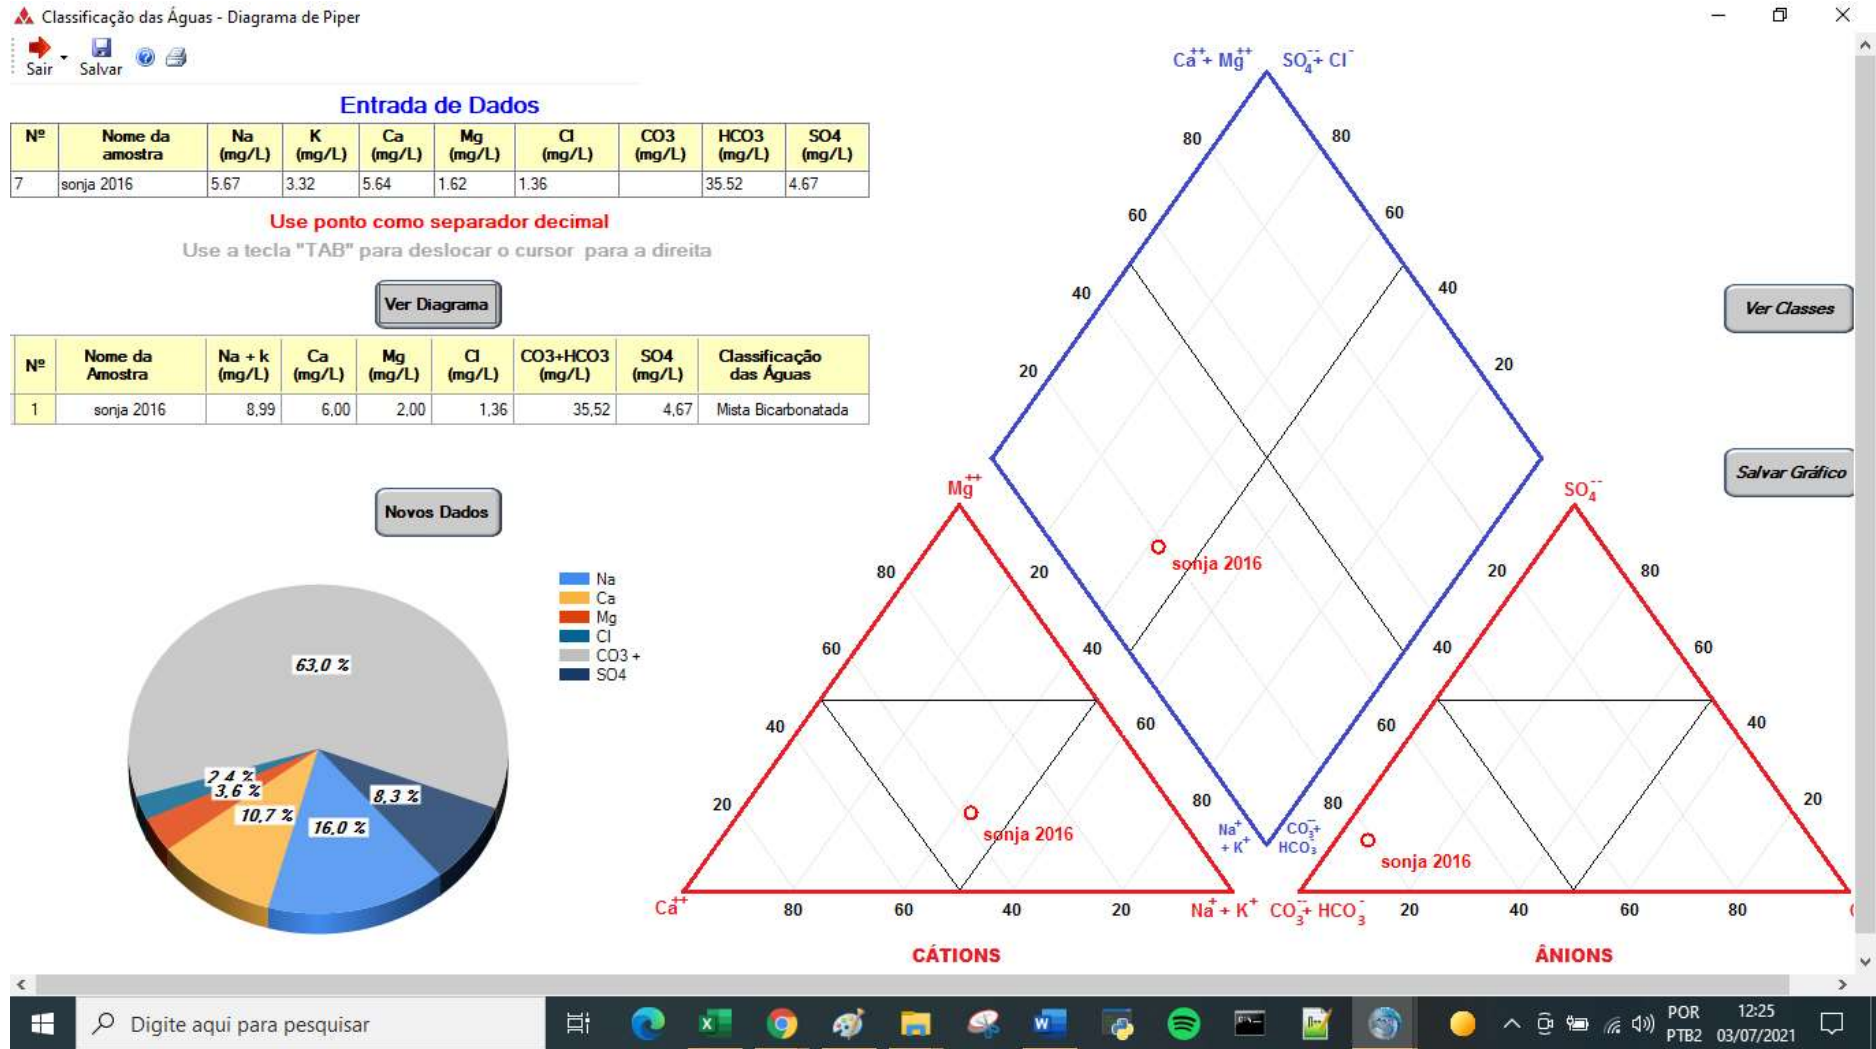 Classificação das Águas - Diagrama de Piper
Sair Salvar
Entrada de Dados
Nº Nome da amostra Na (mg/L) K (mg/L) Ca (mg/L) Mg (mg/L) Cl (mg/L) CO3 (mg/L) HCO3 (mg/L) SO4 (mg/L)
7 sonja 2016 5.67 3.32 5.64 1.62 1.36 35.52 4.67
Use ponto como separador decimal
Use a tecla "TAB" para deslocar o cursor para a direita
Ver Diagrama
Nº Nome da Amostra Na + k (mg/L) Ca (mg/L) Mg (mg/L) Cl (mg/L) CO3+HCO3 (mg/L) SO4 (mg/L) Classificação das Águas
1 sonja 2016 8,99 6,00 2,00 1,36 35,52 4,67 Mista Bicarbonatada
Novos Dados
Na
Ca
Mg
Cl
CO3 +
SO4
63,0 %
2,4 %
3,6 %
10,7 %
16,0 %
8,3 %
Ca++ + Mg++ SO4-- + Cl-
80 80
60 60
40 40
20 20
sonja 2016
Na+ + K+ CO3-- + HCO3-
Mg++
80 20
60 40
40 60
20 80
sonja 2016
Ca++ 80 60 40 20 Na+ + K+
CÁTIONS
SO4--
20 80
40 60
60 40
80 20
sonja 2016
CO3-- + HCO3- 20 40 60 80
ÂNIONS
Ver Classes
Salvar Gráfico
Digite aqui para pesquisar
POR
PTB2
12:25
03/07/2021